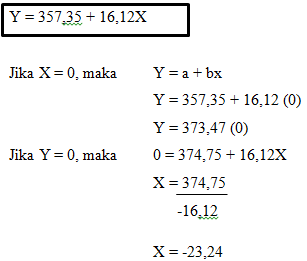 Y = 357,35 + 16,12X
Jika X = 0, maka Y = a + bx
Y = 357,35 + 16,12 (0)
Y = 373,47 (0)
Jika Y = 0, maka 0 = 374,75 + 16,12X
X = 374,75
-16,12
X = -23,24